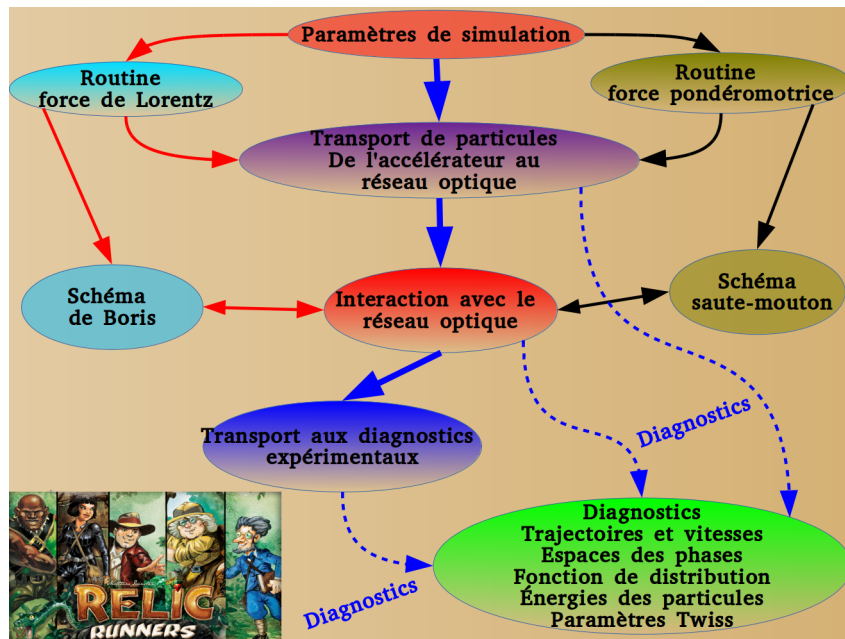 Paramètres de simulation
Routine
force de Lorentz
Routine
force pondéromotrice
Transport de particules
De l'accélérateur au
réseau optique
Schéma
de Boris
Interaction avec le
réseau optique
Schéma
saute-mouton
Transport aux diagnostics
expérimentaux
Diagnostics
Diagnostics
Trajectoires et vitesses
Espaces des phases
Fonction de distribution
Énergies des particules
Paramètres Twiss
Diagnostics
RELIC
RUNNERS